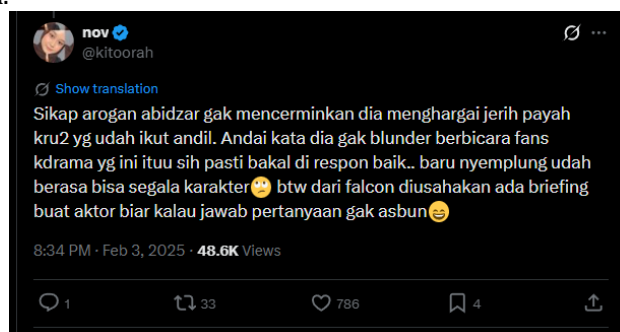 nov
@kitoorah
Show translation
Sikap arogan abidzar gak mencerminkan dia menghargai jerih payah
kru2 yg udah ikut andil. Andai kata dia gak blunder berbicara fans
kdrama yg ini ituu sih pasti bakal di respon baik.. baru nyemplung udah
berasa bisa segala karakter🙄 btw dari falcon diusahakan ada briefing
buat aktor biar kalau jawab pertanyaan gak asbun😄
8:34 PM · Feb 3, 2025 · 48.6K Views
1 33 786 4